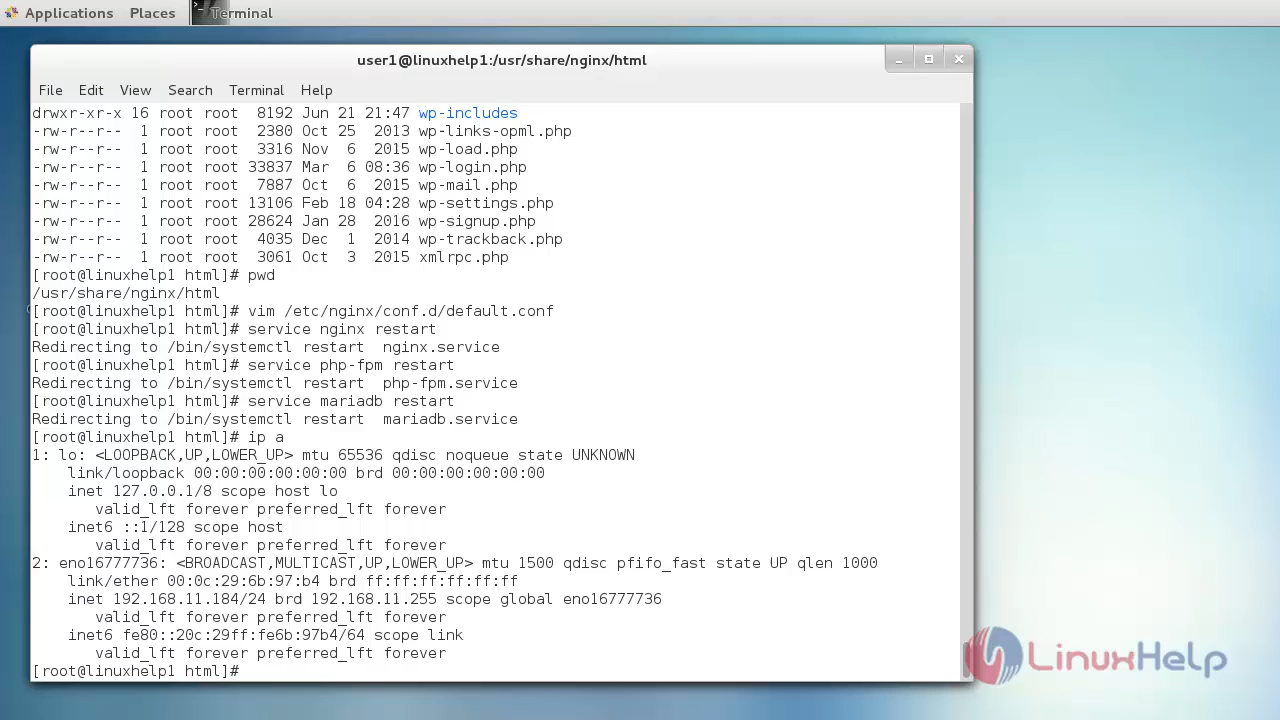 Applications Places Terminal
user1@linuxhelp1:/usr/share/nginx/html
File Edit View Search Terminal Help
drwxr-xr-x 16 root root  8192 Jun 21 21:47 wp-includes
-rw-r--r--  1 root root  2380 Oct 25  2013 wp-links-opml.php
-rw-r--r--  1 root root  3316 Nov  6  2015 wp-load.php
-rw-r--r--  1 root root 33837 Mar  6 08:36 wp-login.php
-rw-r--r--  1 root root  7887 Oct  6  2015 wp-mail.php
-rw-r--r--  1 root root 13106 Feb 18 04:28 wp-settings.php
-rw-r--r--  1 root root 28624 Jan 28  2016 wp-signup.php
-rw-r--r--  1 root root  4035 Dec  1  2014 wp-trackback.php
-rw-r--r--  1 root root  3061 Oct  3  2015 xmlrpc.php
[root@linuxhelp1 html]# pwd
/usr/share/nginx/html
[root@linuxhelp1 html]# vim /etc/nginx/conf.d/default.conf
[root@linuxhelp1 html]# service nginx restart
Redirecting to /bin/systemctl restart  nginx.service
[root@linuxhelp1 html]# service php-fpm restart
Redirecting to /bin/systemctl restart  php-fpm.service
[root@linuxhelp1 html]# service mariadb restart
Redirecting to /bin/systemctl restart  mariadb.service
[root@linuxhelp1 html]# ip a
1: lo: <LOOPBACK,UP,LOWER_UP> mtu 65536 qdisc noqueue state UNKNOWN
    link/loopback 00:00:00:00:00:00 brd 00:00:00:00:00:00
    inet 127.0.0.1/8 scope host lo
       valid_lft forever preferred_lft forever
    inet6 ::1/128 scope host
       valid_lft forever preferred_lft forever
2: eno16777736: <BROADCAST,MULTICAST,UP,LOWER_UP> mtu 1500 qdisc pfifo_fast state UP qlen 1000
    link/ether 00:0c:29:6b:97:b4 brd ff:ff:ff:ff:ff:ff
    inet 192.168.11.184/24 brd 192.168.11.255 scope global eno16777736
       valid_lft forever preferred_lft forever
    inet6 fe80::20c:29ff:fe6b:97b4/64 scope link
       valid_lft forever preferred_lft forever
[root@linuxhelp1 html]#
LinuxHelp